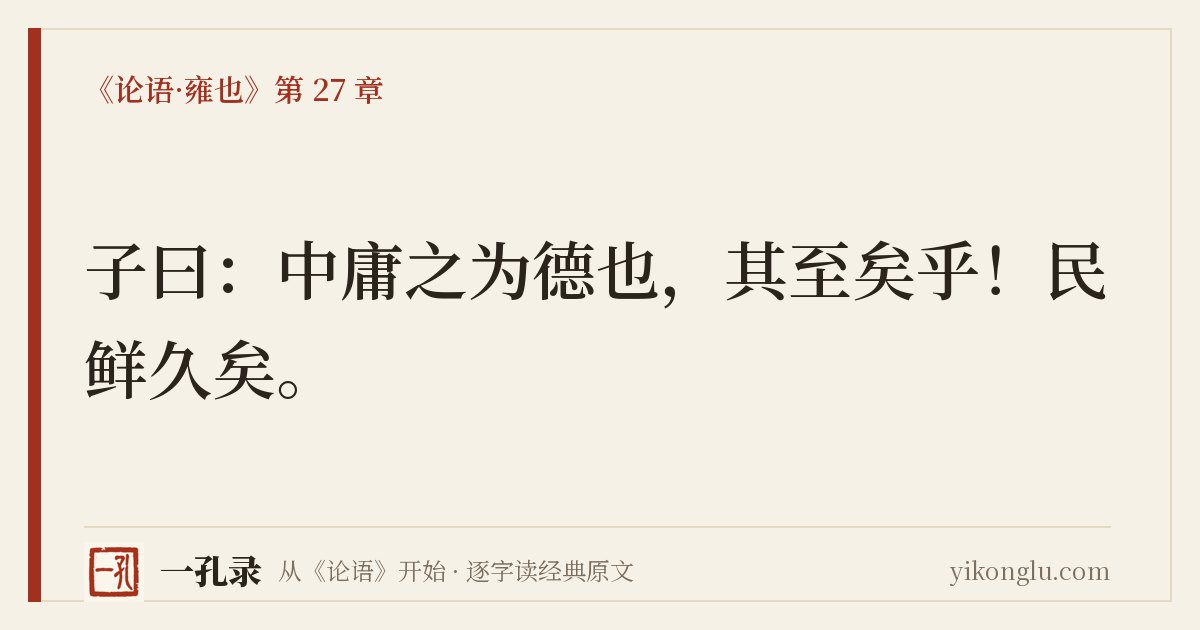 《论语·雍也》第 27 章
子曰：中庸之为德也，其至矣乎！民
鲜久矣。
一孔
一孔录 从《论语》开始 · 逐字读经典原文 yikonglu.com